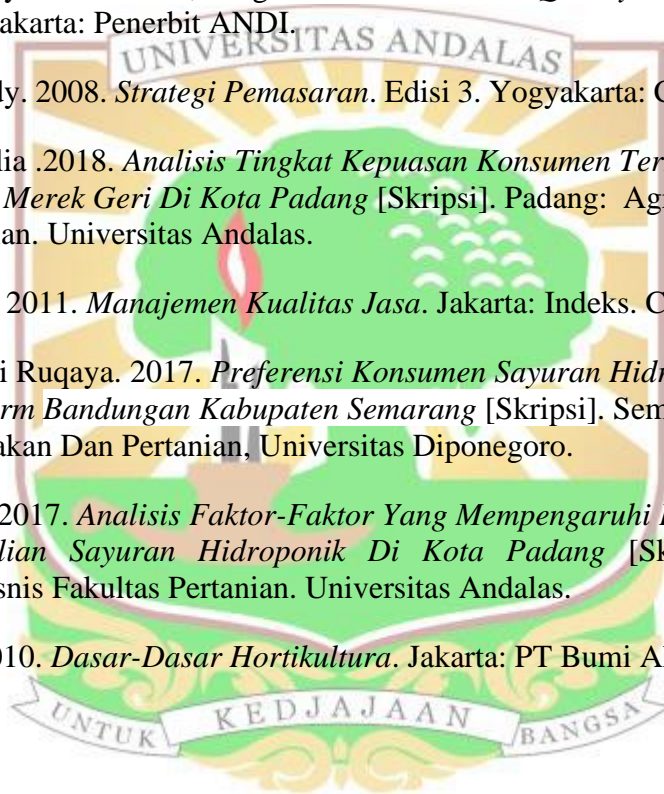 akarta: Penerbit ANDI.
UNIVERSITAS ANDALAS
dy. 2008. Strategi Pemasaran. Edisi 3. Yogyakarta:
lia .2018. Analisis Tingkat Kepuasan Konsumen Ter
Merek Geri Di Kota Padang [Skripsi]. Padang: Agr
an. Universitas Andalas.
2011. Manajemen Kualitas Jasa. Jakarta: Indeks.
i Ruqaya. 2017. Preferensi Konsumen Sayuran Hidr
rm Bandungan Kabupaten Semarang [Skripsi]. Sem
akan Dan Pertanian, Universitas Diponegoro.
2017. Analisis Faktor-Faktor Yang Mempengaruhi
lian Sayuran Hidroponik Di Kota Padang [Sk
snis Fakultas Pertanian. Universitas Andalas.
010. Dasar-Dasar Hortikultura. Jakarta: PT Bumi A
UNTUK KEDJAJAAN BANGSA